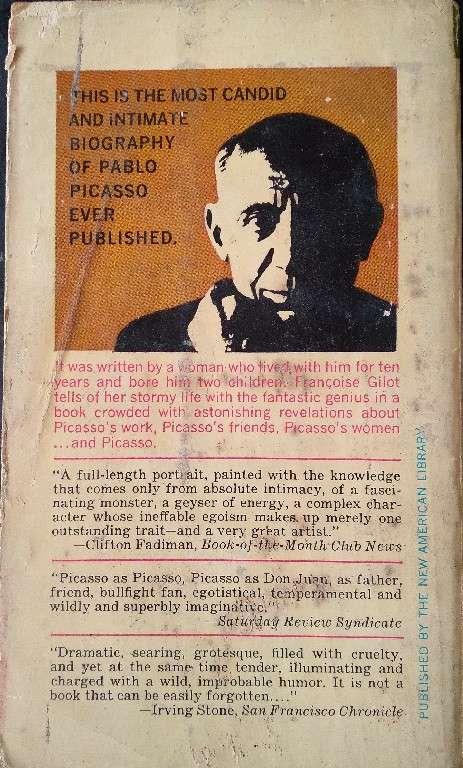 THIS IS THE MOST CANDID
AND INTIMATE
BIOGRAPHY
OF PABLO
PICASSO
EVER
PUBLISHED.
It was written by a woman who lived with him for ten
years and bore him two children. Françoise Gilot
tells of her stormy life with the fantastic genius in a
book crowded with astonishing revelations about
Picasso's work, Picasso's friends, Picasso's women
...and Picasso.
"A full-length portrait, painted with the knowledge
that comes only from absolute intimacy, of a fasci-
nating monster, a geyser of energy, a complex char-
acter whose ineffable egoism makes up merely one
outstanding trait—and a very great artist."
—Clifton Fadiman, Book-of-the-Month Club News
"Picasso as Picasso, Picasso as Don Juan, as father,
friend, bullfight fan, egotistical, temperamental and
wildly and superbly imaginative."
Saturday Review Syndicate
"Dramatic, searing, grotesque, filled with cruelty,
and yet at the same time tender, illuminating and
charged with a wild, improbable humor. It is not a
book that can be easily forgotten...."
—Irving Stone, San Francisco Chronicle
PUBLISHED BY THE NEW AMERICAN LIBRARY